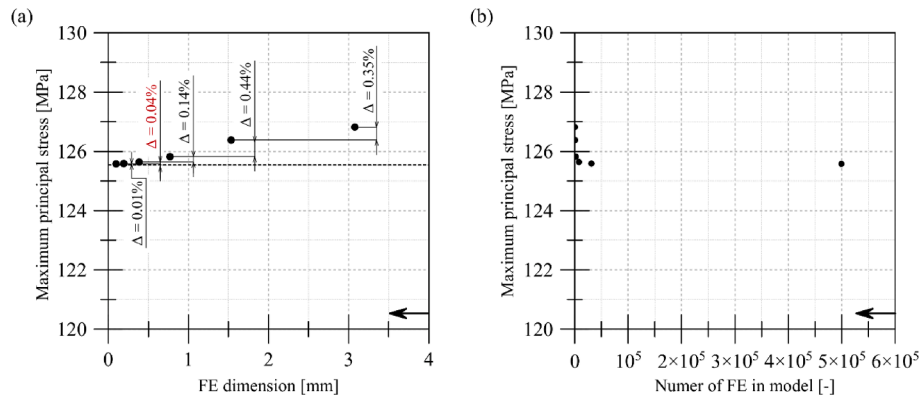 (a)
Maximum principal stress [MPa]
130
128
126
124
122
120
Δ = 0.01%
Δ = 0.04%
Δ = 0.14%
Δ = 0.44%
Δ = 0.35%
0 1 2 3 4
FE dimension [mm]
(b)
Maximum principal stress [MPa]
130
128
126
124
122
120
0 10⁵ 2×10⁵ 3×10⁵ 4×10⁵ 5×10⁵ 6×10⁵
Numer of FE in model [-]